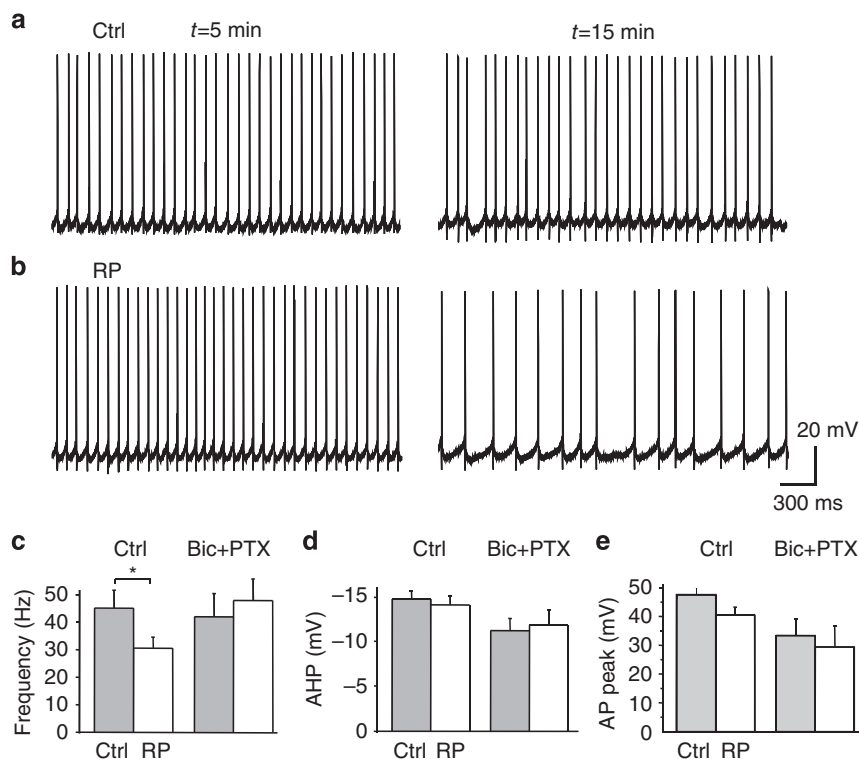 a
Ctrl t=5 min t=15 min
b
RP
20 mV
300 ms
c
Ctrl Bic+PTX
*
Frequency (Hz)
50
40
30
20
10
0
Ctrl RP
d
Ctrl Bic+PTX
AHP (mV)
−15
−10
−5
0
Ctrl RP
e
Ctrl Bic+PTX
AP peak (mV)
50
40
30
20
10
0
Ctrl RP